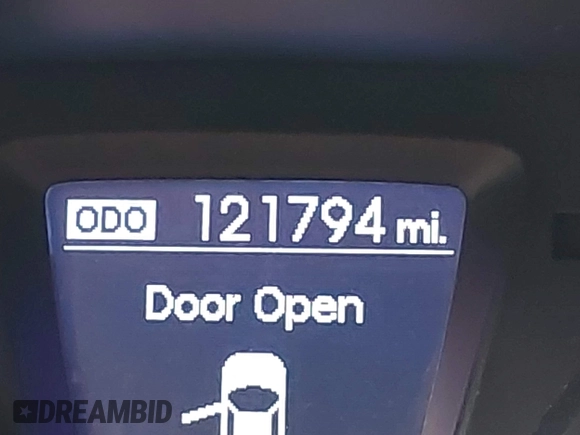 ODO 121794 mi.
Door Open
DREAMBID